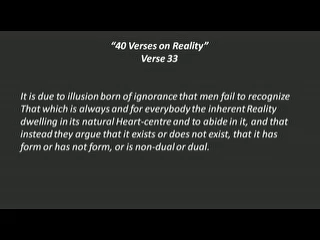 “40 Verses on Reality”
Verse 33
It is due to illusion born of ignorance that men fail to recognize
That which is always and for everybody the inherent Reality
dwelling in its natural Heart-centre and to abide in it, and that
instead they argue that it exists or does not exist, that it has
form or has not form, or is non-dual or dual.